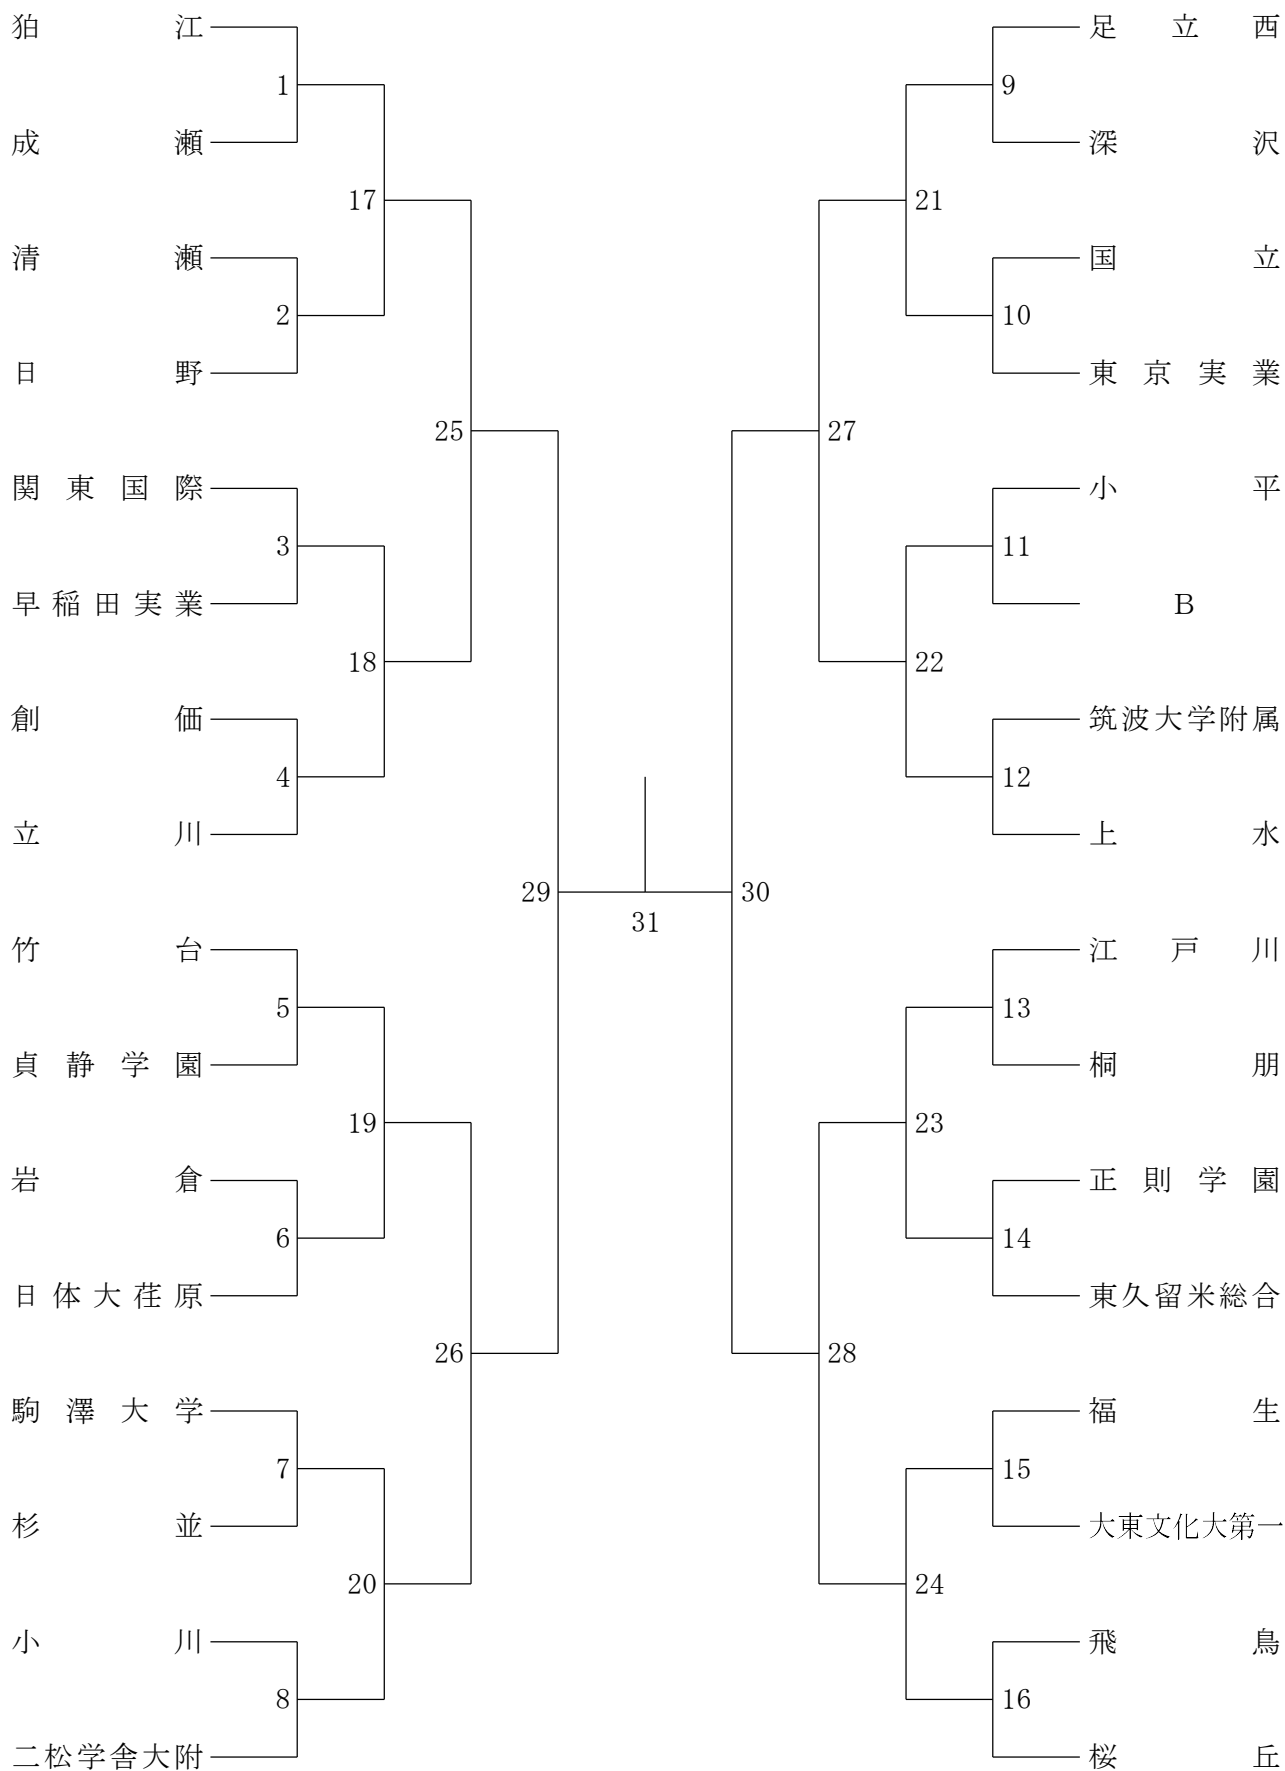 狛江
1
成瀬
17
清瀬
2
日野
25
関東国際
3
早稲田実業
18
創価
4
立川
29
竹台
5
貞静学園
19
岩倉
6
日体大荏原
26
駒澤大学
7
杉並
20
小川
8
二松学舎大附
31
足立西
9
深沢
21
国立
10
東京実業
27
小平
11
B
22
筑波大学附属
12
上水
30
江戸川
13
桐朋
23
正則学園
14
東久留米総合
28
福生
15
大東文化大第一
24
飛鳥
16
桜丘